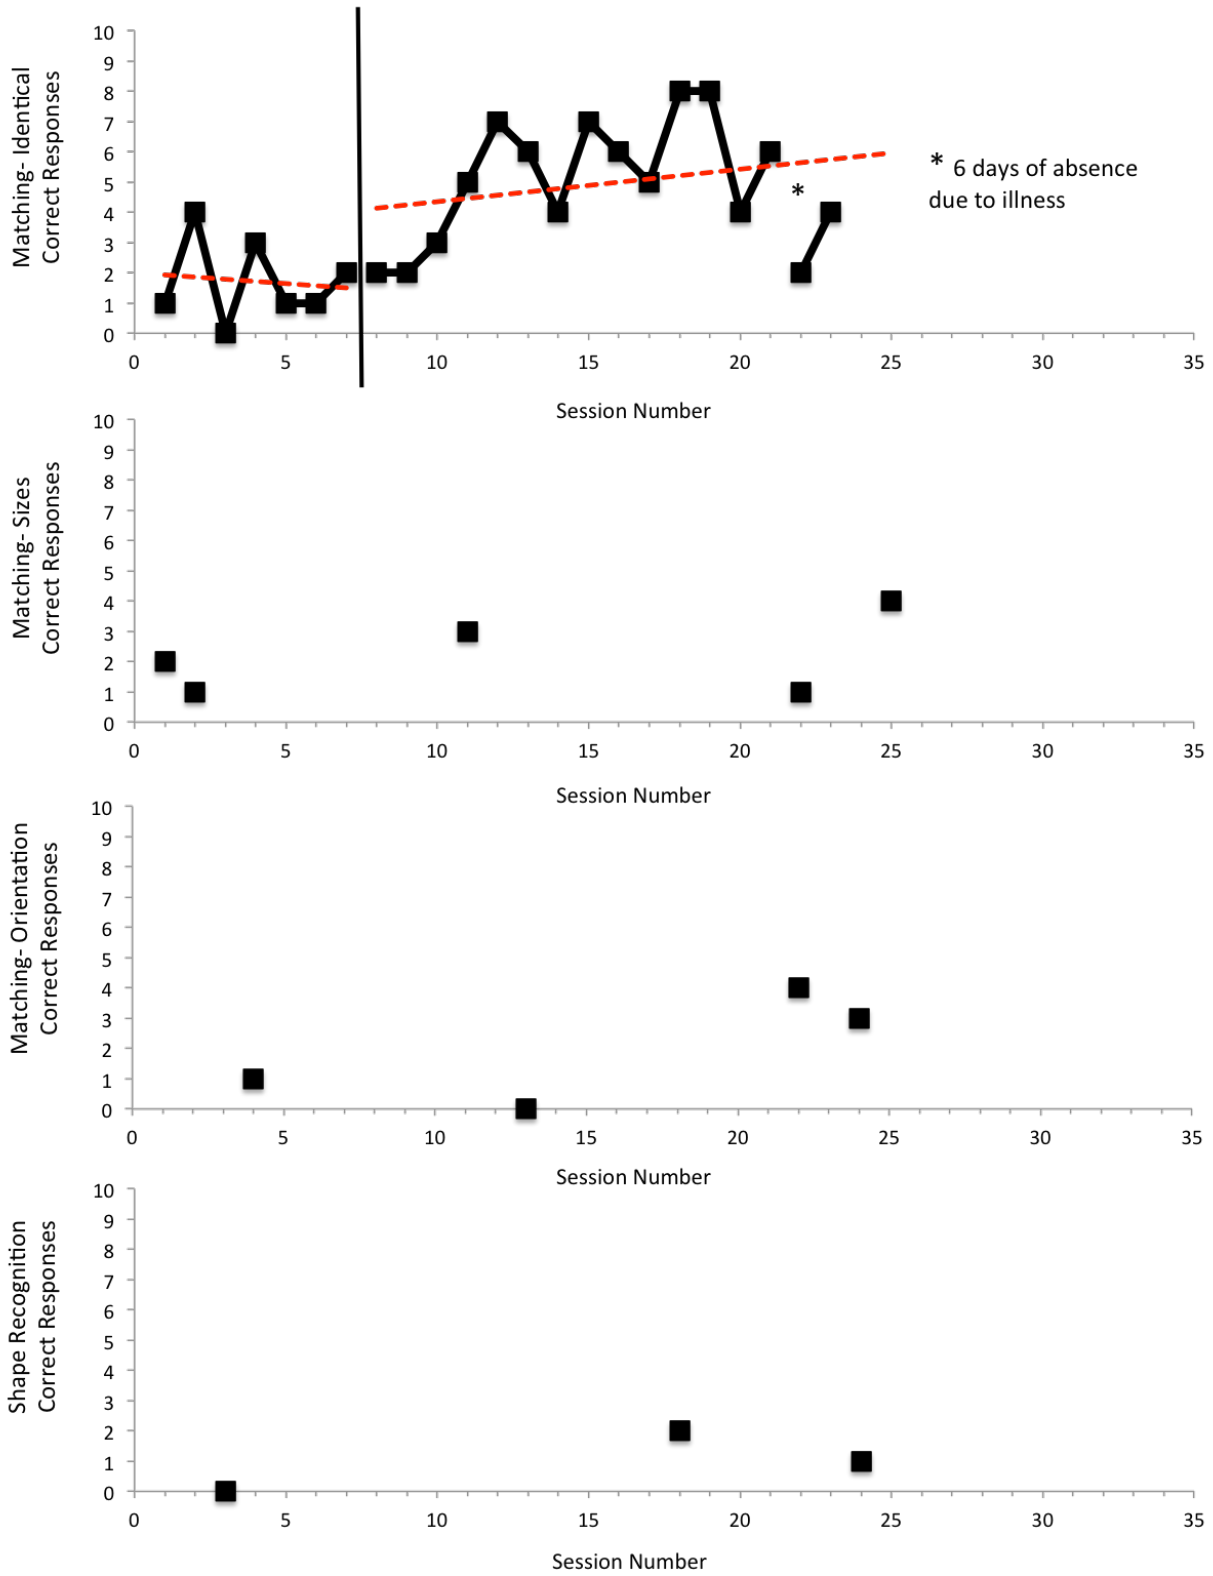 Matching- Identical
Correct Responses
10
9
8
7
6
5
4
3
2
1
0
*
* 6 days of absence
due to illness
0 5 10 15 20 25 30 35
Session Number
Matching- Sizes
Correct Responses
10
9
8
7
6
5
4
3
2
1
0
0 5 10 15 20 25 30 35
Session Number
Matching- Orientation
Correct Responses
10
9
8
7
6
5
4
3
2
1
0
0 5 10 15 20 25 30 35
Session Number
Shape Recognition
Correct Responses
10
9
8
7
6
5
4
3
2
1
0
0 5 10 15 20 25 30 35
Session Number